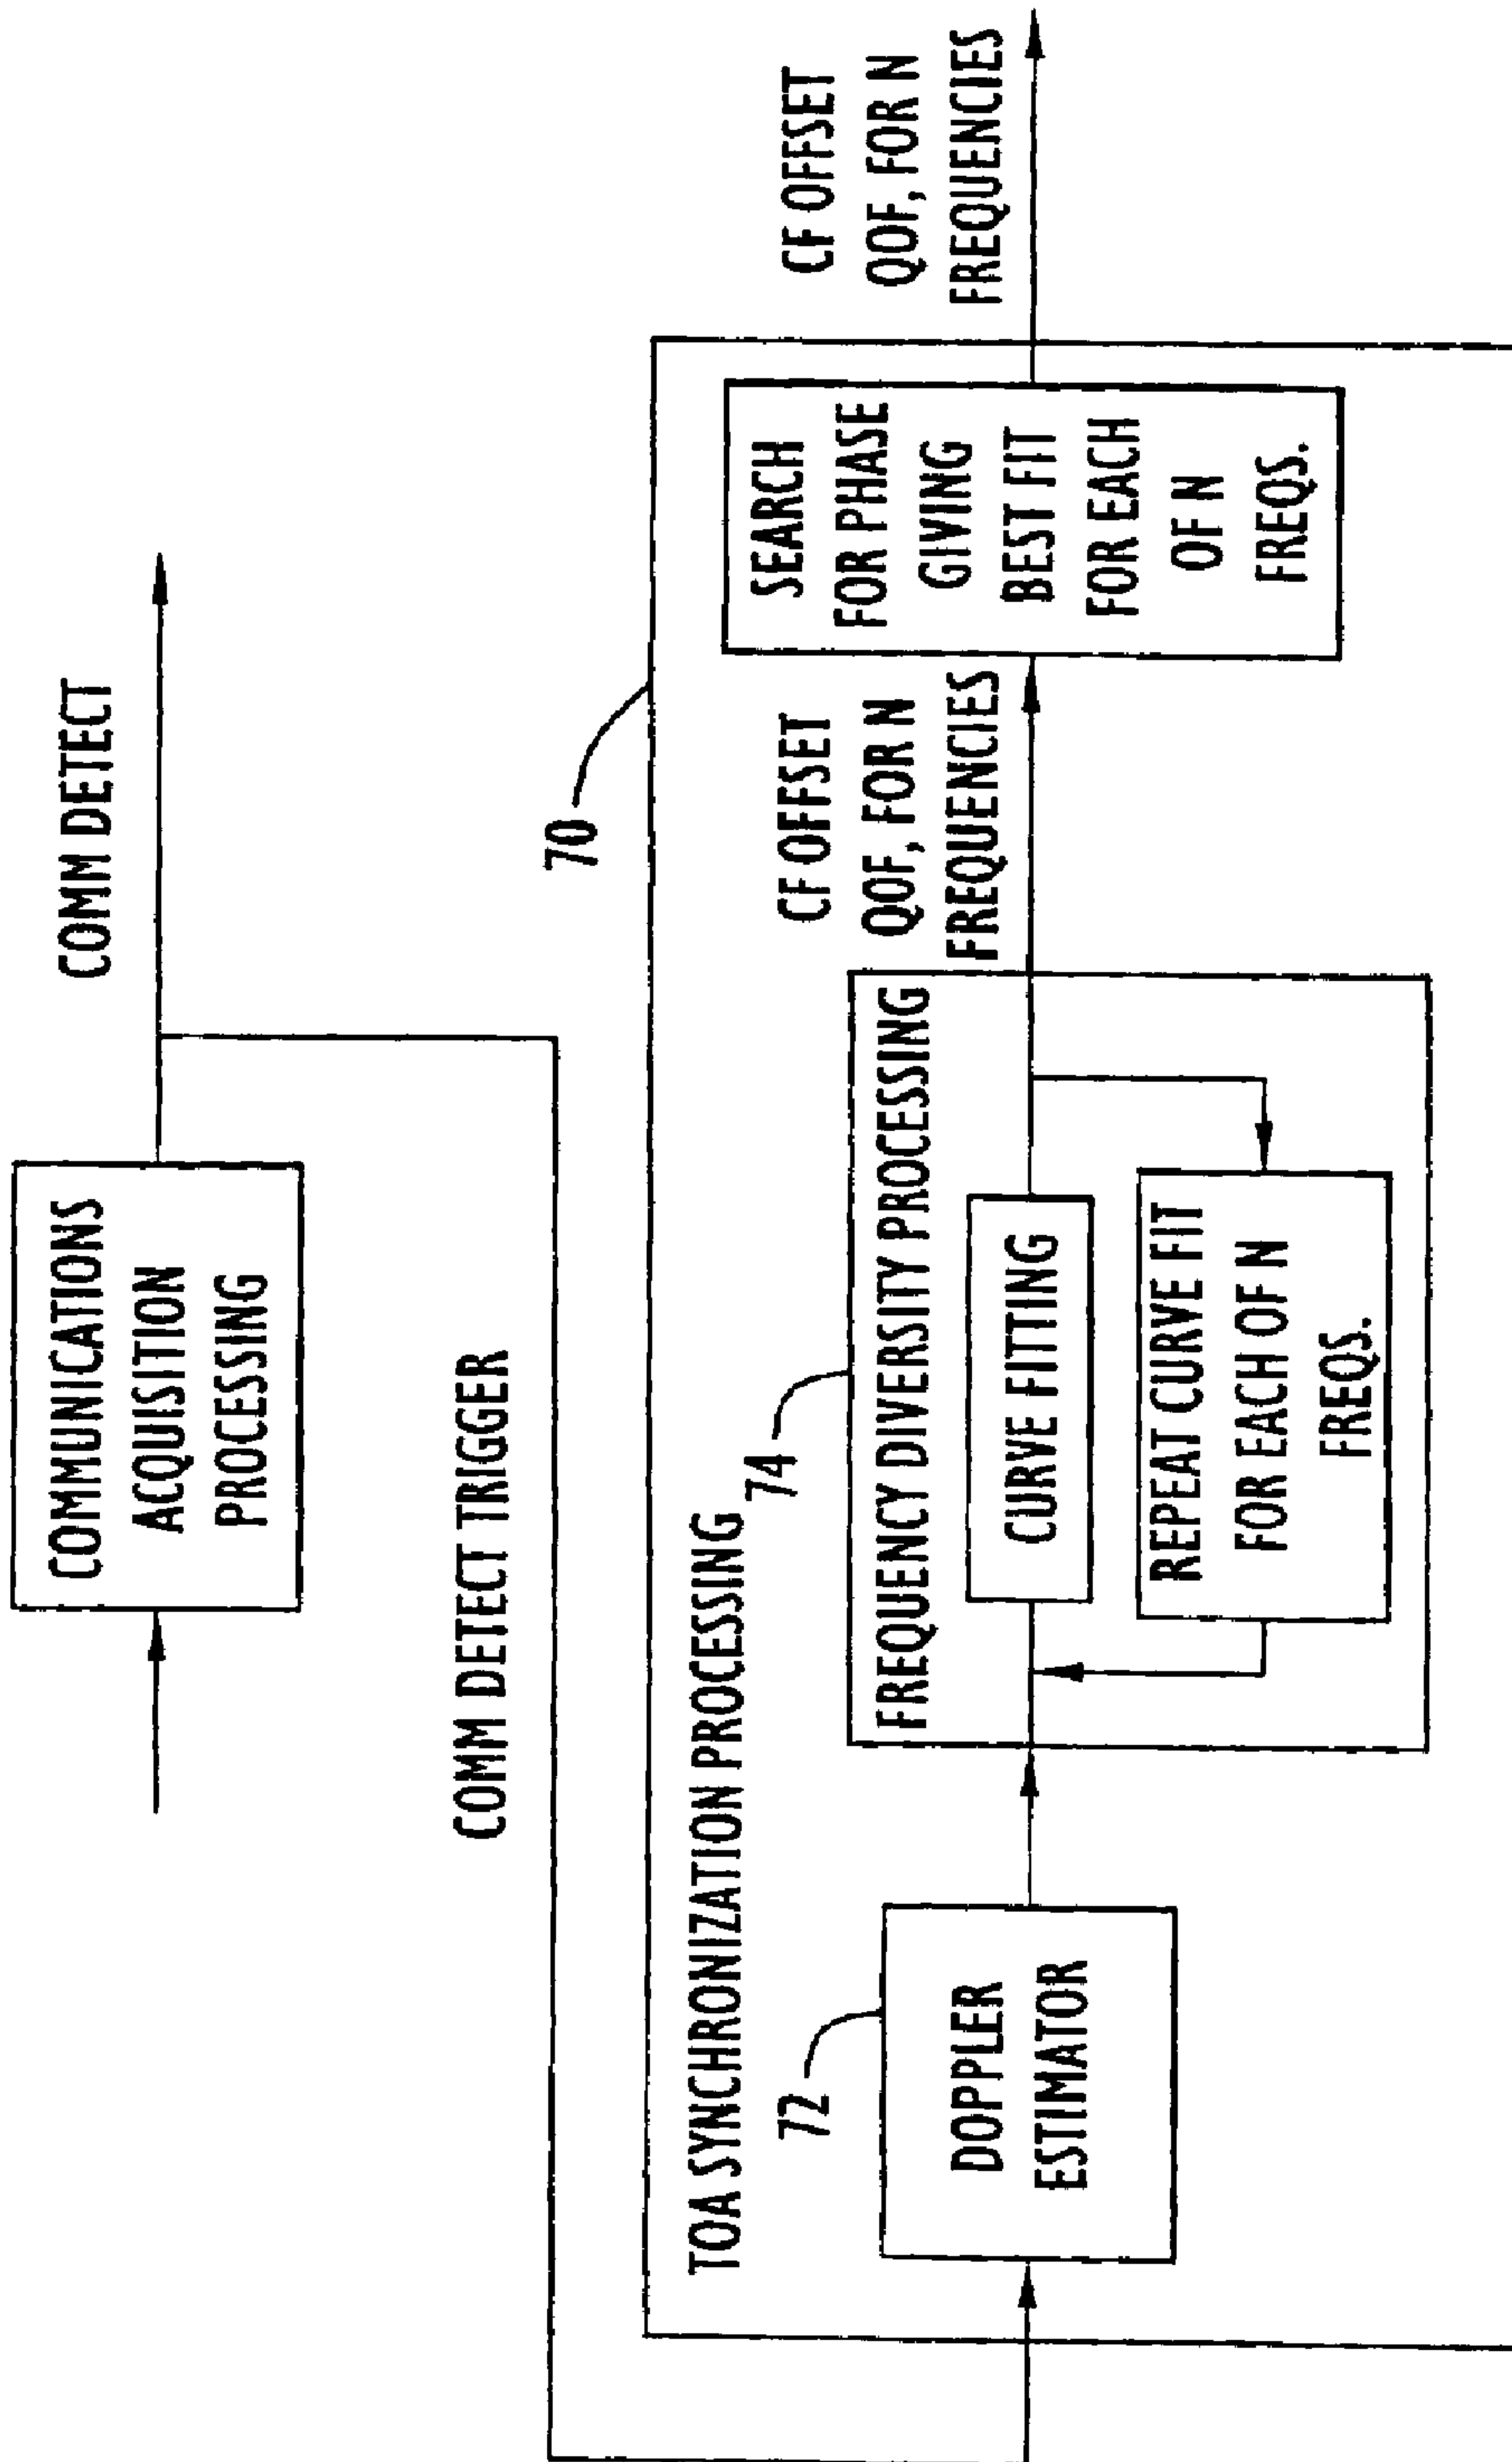 COMMUNICATIONS
ACQUISITION
PROCESSING
COMM DETECT
COMM DETECT TRIGGER
70
TOA SYNCHRONIZATION PROCESSING
72
DOPPLER
ESTIMATOR
74
FREQUENCY DIVERSITY PROCESSING
CURVE FITTING
REPEAT CURVE FIT
FOR EACH OF N
FREQS.
CF OFFSET
QOF, FOR N
FREQUENCIES
SEARCH
FOR PHASE
GIVING
BEST FIT
FOR EACH
OF N
FREQS.
CF OFFSET
QOF, FOR N
FREQUENCIES